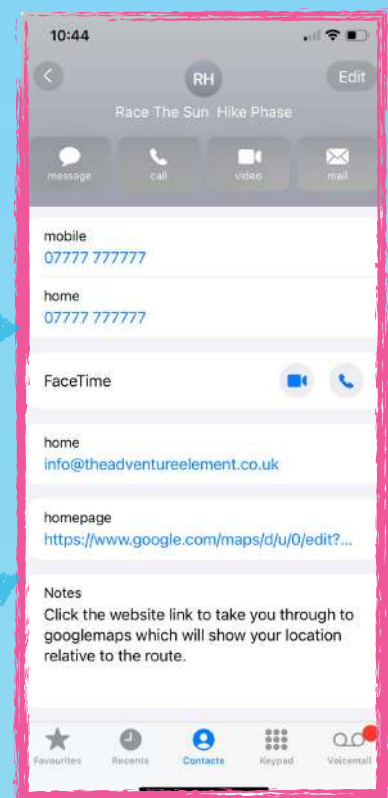 10:44
Edit
RH
Race The Sun Hike Phase
message call video mail
mobile
07777 777777
home
07777 777777
FaceTime
home
info@theadventureelement.co.uk
homepage
https://www.google.com/maps/d/u/0/edit?...
Notes
Click the website link to take you through to
googlemaps which will show your location
relative to the route.
Favourites Recents Contacts Keypad Voicemail